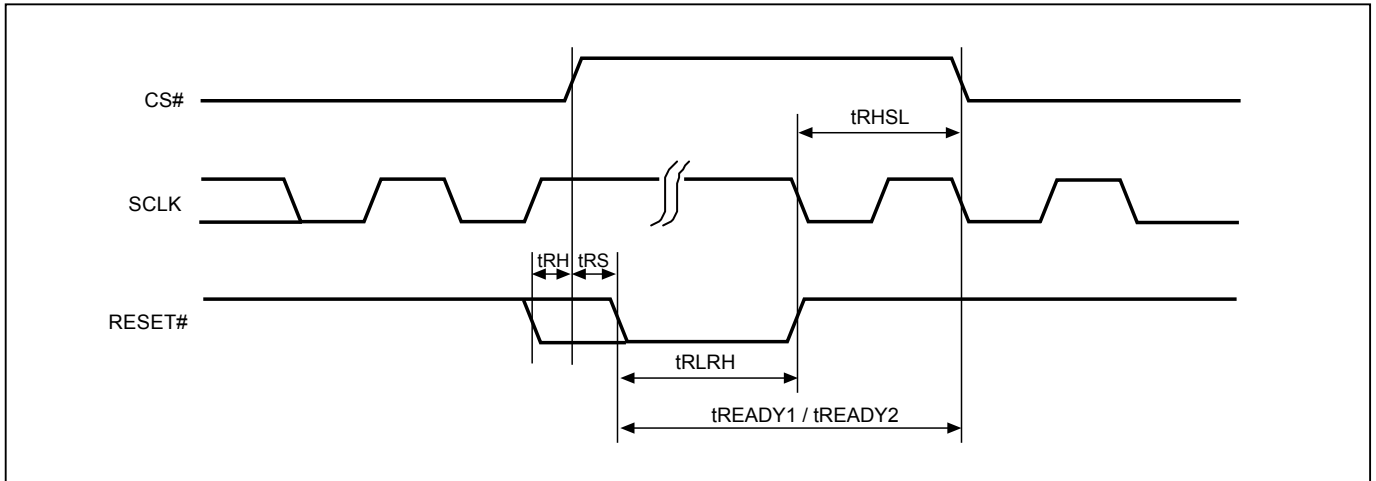 CS#
tRHSL
SCLK
tRH tRS
RESET#
tRLRH
tREADY1 / tREADY2